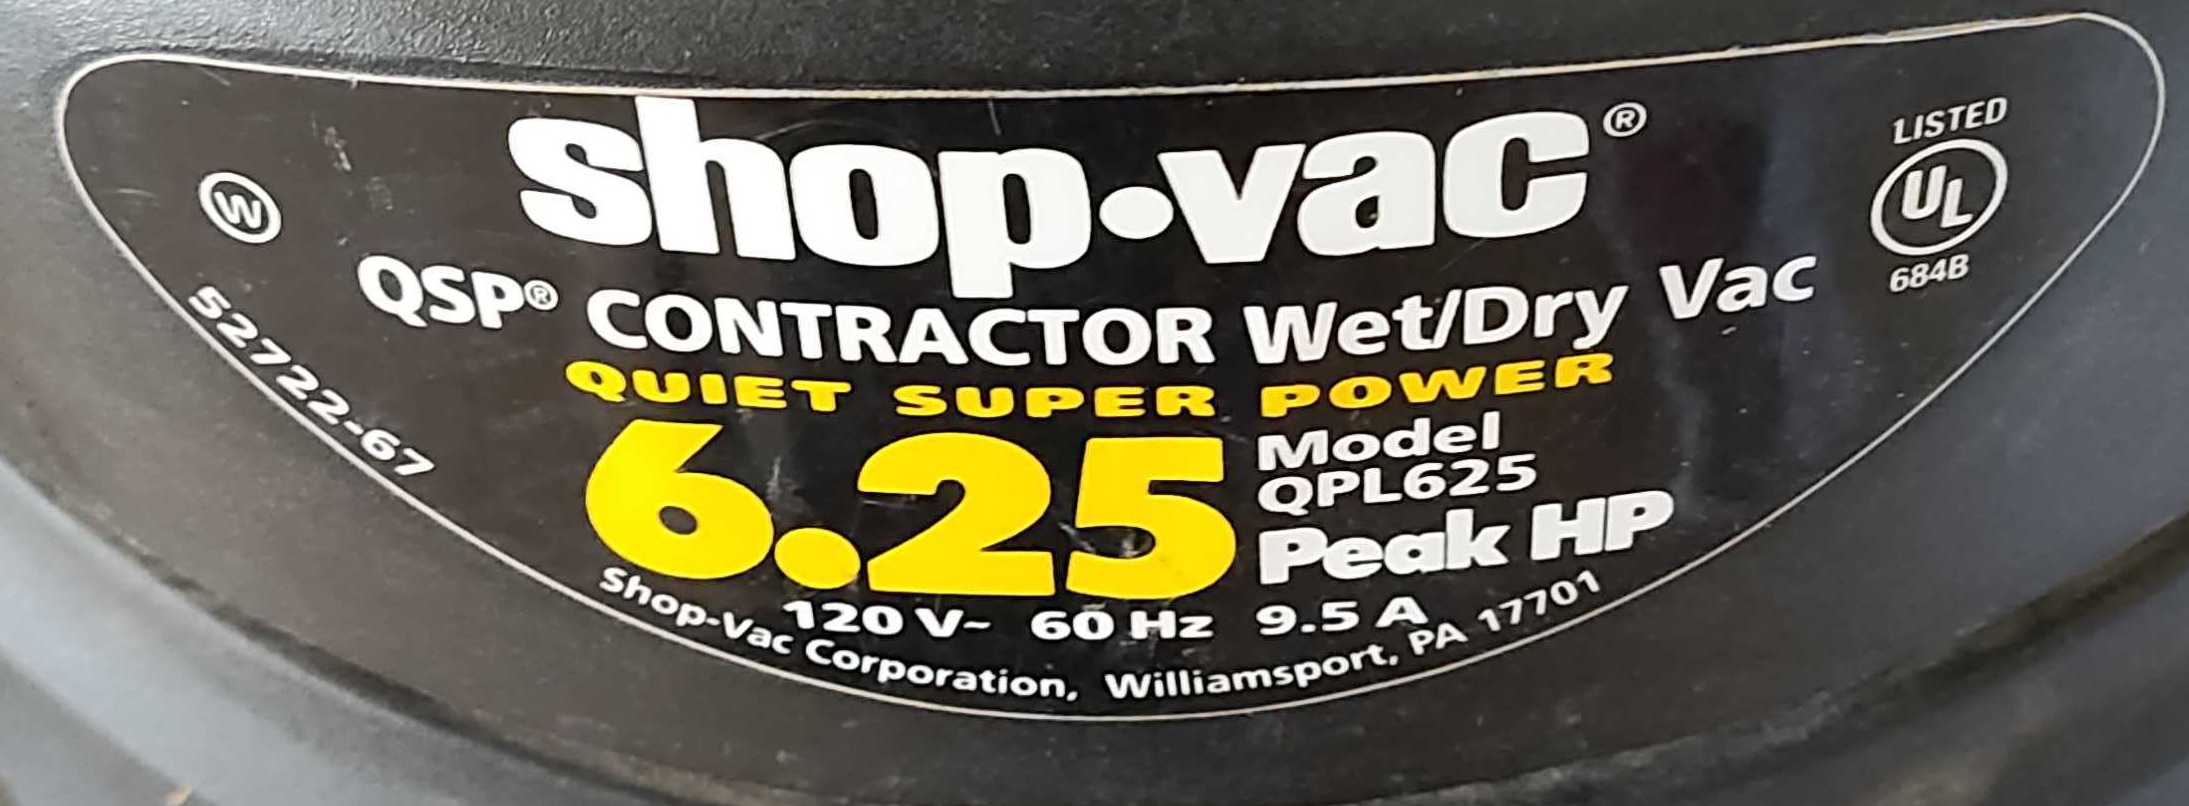 shop•vac®
LISTED
UL
684B
W
QSP® CONTRACTOR Wet/Dry Vac
52722-67
QUIET SUPER POWER
6.25
Model
QPL625
Peak HP
120 V~ 60 Hz 9.5 A
Shop-Vac Corporation, Williamsport, PA 17701